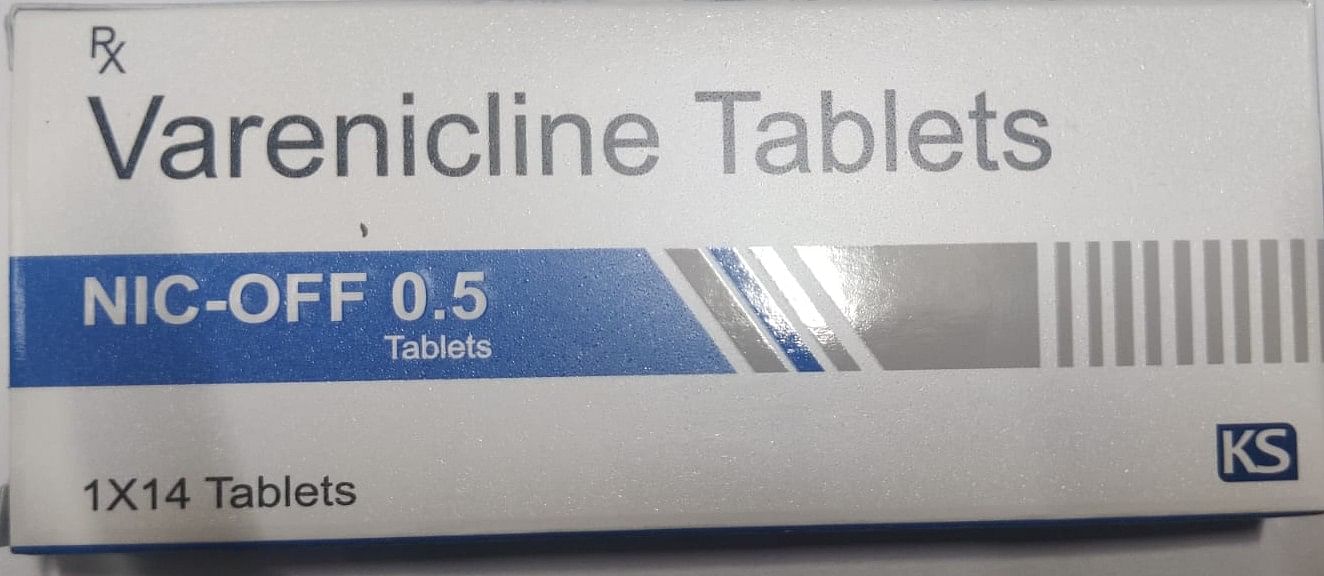 Rx
Varenicline Tablets
NIC-OFF 0.5
Tablets
1X14 Tablets
KS